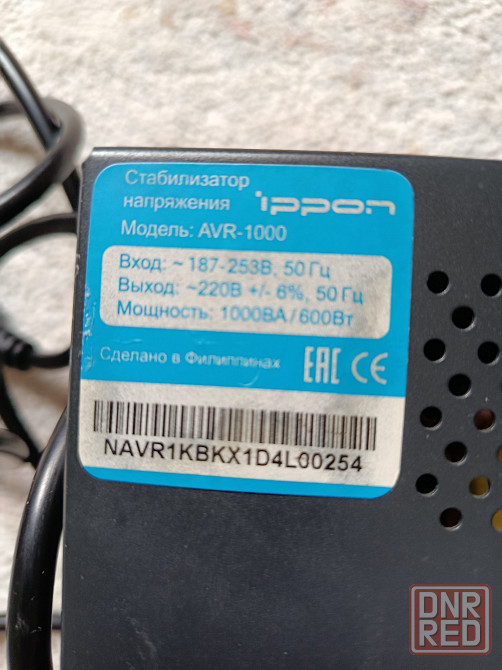 Стабилизатор
напряжения ippon
Модель: AVR-1000
Вход: ~ 187-253В, 50 Гц
Выход: ~220В +/- 6%, 50 Гц
Мощность: 1000ВА/600Вт
Сделано в Филиппинах EAC CE
NAVR1KBKX1D4L00254
DNR
RED